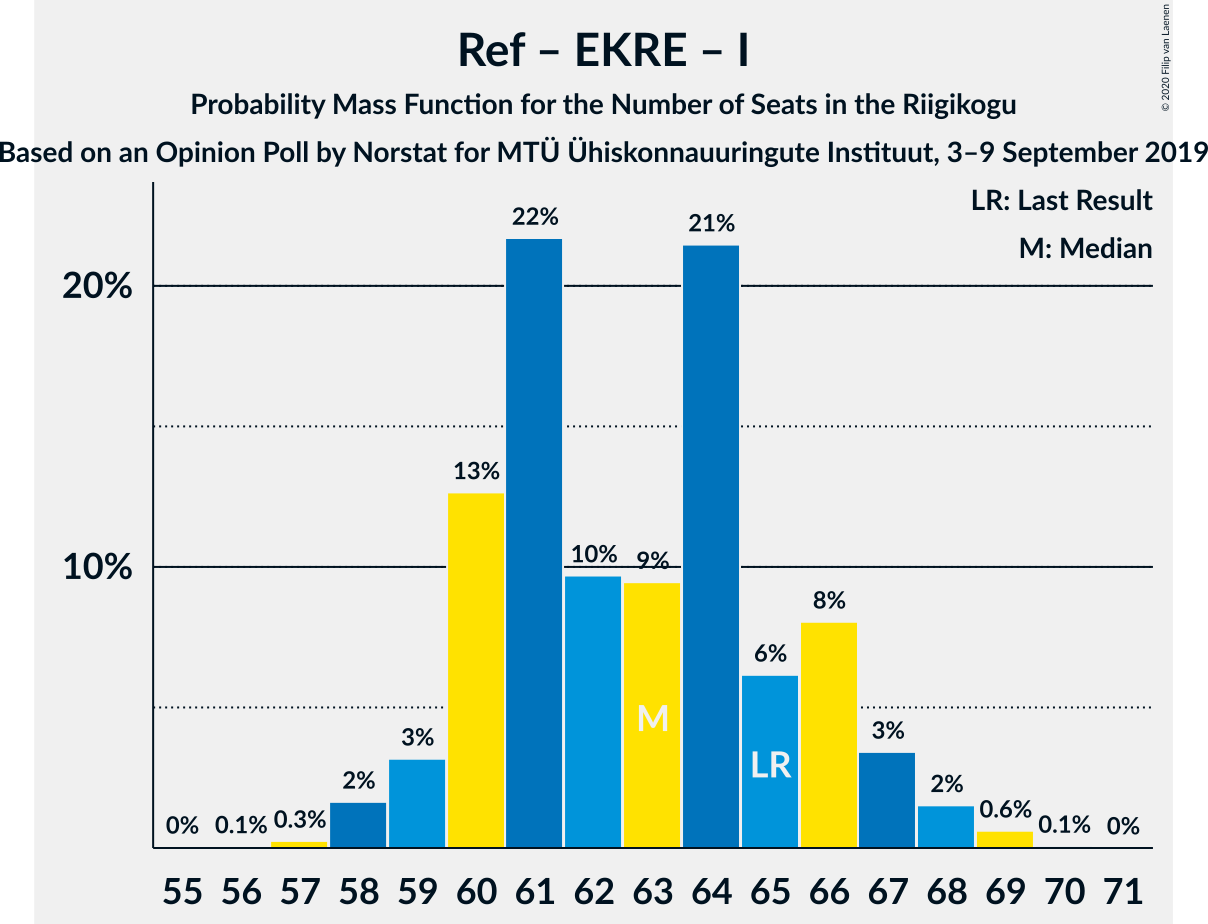 Ref – EKRE – I
Probability Mass Function for the Number of Seats in the Riigikogu
Based on an Opinion Poll by Norstat for MTÜ Ühiskonnauuringute Instituut, 3–9 September 2019
© 2020 Filip van Laenen
LR: Last Result
M: Median
22%
21%
20%
13%
10%
9%
10%
8%
6%
M
3%
3%
LR
2%
2%
0%
0.1%
0.3%
0.6%
0.1%
0%
55 56 57 58 59 60 61 62 63 64 65 66 67 68 69 70 71